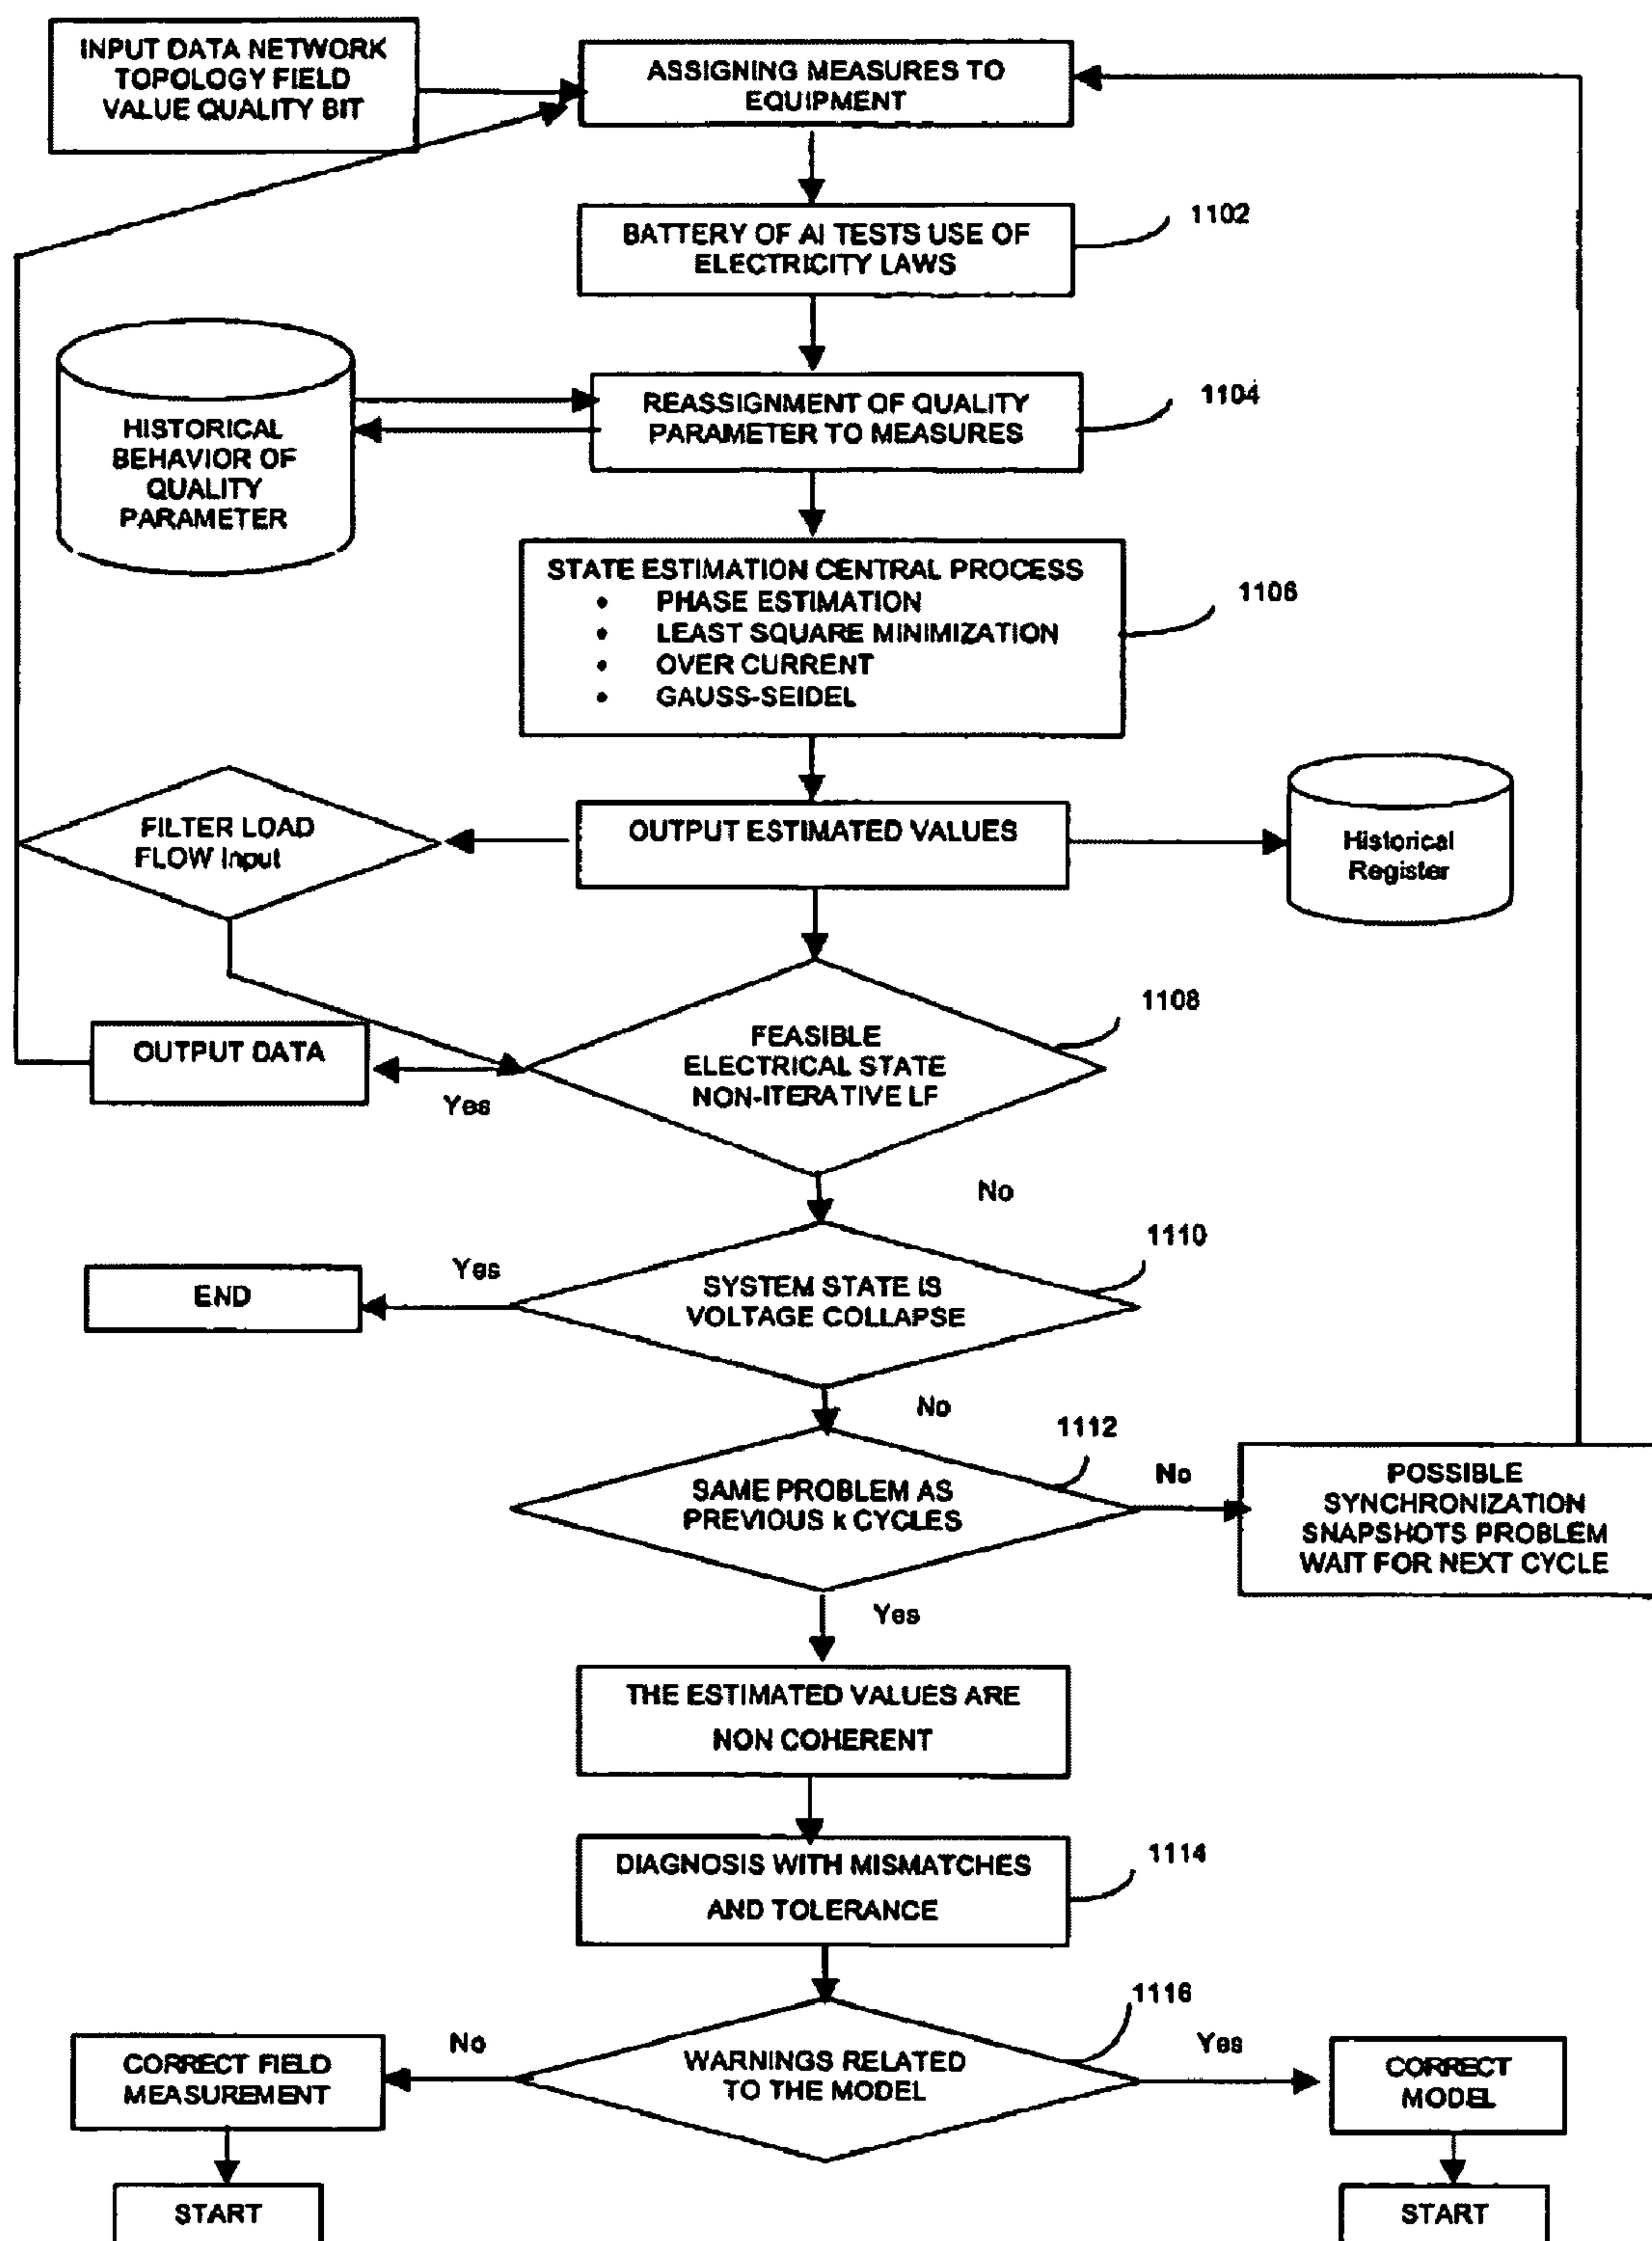 INPUT DATA NETWORK
TOPOLOGY FIELD
VALUE QUALITY BIT
ASSIGNING MEASURES TO
EQUIPMENT
BATTERY OF AI TESTS USE OF
ELECTRICITY LAWS
1102
HISTORICAL
BEHAVIOR OF
QUALITY
PARAMETER
REASSIGNMENT OF QUALITY
PARAMETER TO MEASURES
1104
STATE ESTIMATION CENTRAL PROCESS
• PHASE ESTIMATION
• LEAST SQUARE MINIMIZATION
• OVER CURRENT
• GAUSS-SEIDEL
1106
FILTER LOAD
FLOW Input
OUTPUT ESTIMATED VALUES
Historical
Register
OUTPUT DATA
Yes
FEASIBLE
ELECTRICAL STATE
NON-ITERATIVE LF
1108
No
END
Yes
SYSTEM STATE IS
VOLTAGE COLLAPSE
1110
No
SAME PROBLEM AS
PREVIOUS k CYCLES
1112
No
POSSIBLE
SYNCHRONIZATION
SNAPSHOTS PROBLEM
WAIT FOR NEXT CYCLE
Yes
THE ESTIMATED VALUES ARE
NON COHERENT
DIAGNOSIS WITH MISMATCHES
AND TOLERANCE
1114
WARNINGS RELATED
TO THE MODEL
1116
No
CORRECT FIELD
MEASUREMENT
START
Yes
CORRECT
MODEL
START